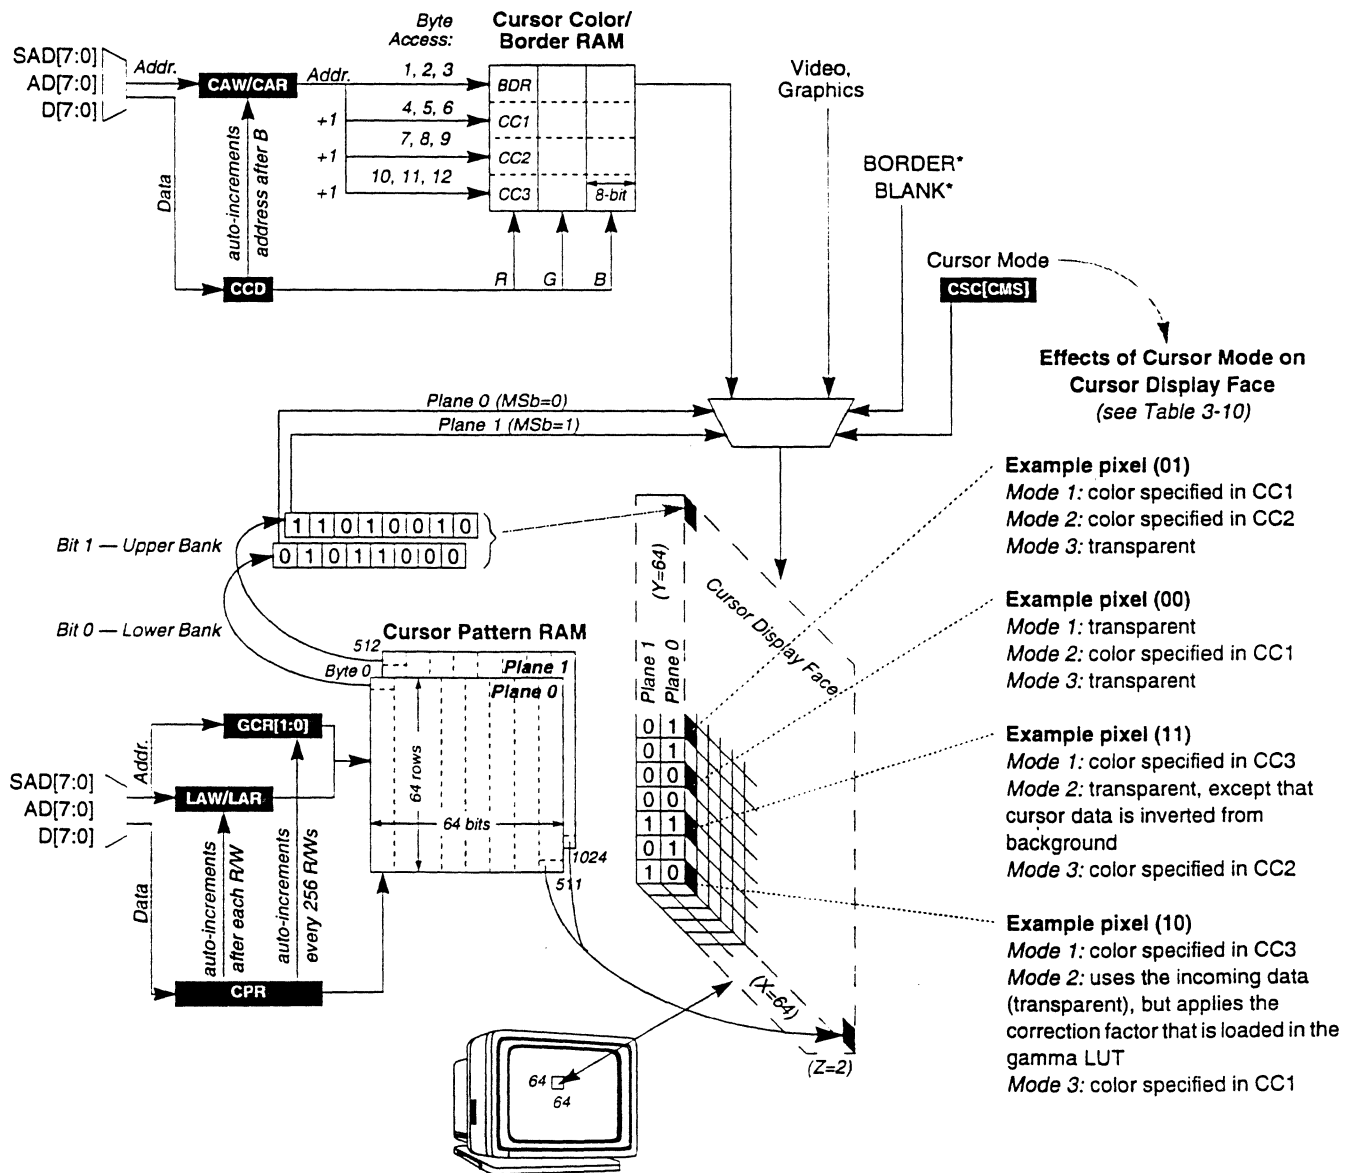 Byte
Access:
Cursor Color/
Border RAM
SAD[7:0]
AD[7:0]
D[7:0]
Addr.
CAW/CAR
Addr.
1, 2, 3
BDR
+1
4, 5, 6
CC1
+1
7, 8, 9
CC2
+1
10, 11, 12
CC3
8-bit
Data
auto-increments
address after B
CCD
R
G
B
Video,
Graphics
BORDER*
BLANK*
Cursor Mode
CSC[CMS]
Effects of Cursor Mode on
Cursor Display Face
(see Table 3-10)
Plane 0 (MSb=0)
Plane 1 (MSb=1)
Bit 1 — Upper Bank
1 1 0 1 0 0 1 0
0 1 0 1 1 0 0 0
Bit 0 — Lower Bank
Cursor Pattern RAM
512
Byte 0
Plane 1
Plane 0
64 rows
64 bits
1024
511
SAD[7:0]
AD[7:0]
D[7:0]
Addr.
GCR[1:0]
LAW/LAR
Data
auto-increments
after each R/W
auto-increments
every 256 R/Ws
CPR
(Y=64)
Cursor Display Face
Plane 1
Plane 0
0 1
0 1
0 0
0 0
1 1
0 1
1 0
(X=64)
(Z=2)
64
64
Example pixel (01)
Mode 1: color specified in CC1
Mode 2: color specified in CC2
Mode 3: transparent
Example pixel (00)
Mode 1: transparent
Mode 2: color specified in CC1
Mode 3: transparent
Example pixel (11)
Mode 1: color specified in CC3
Mode 2: transparent, except that
cursor data is inverted from
background
Mode 3: color specified in CC2
Example pixel (10)
Mode 1: color specified in CC3
Mode 2: uses the incoming data
(transparent), but applies the
correction factor that is loaded in the
gamma LUT
Mode 3: color specified in CC1